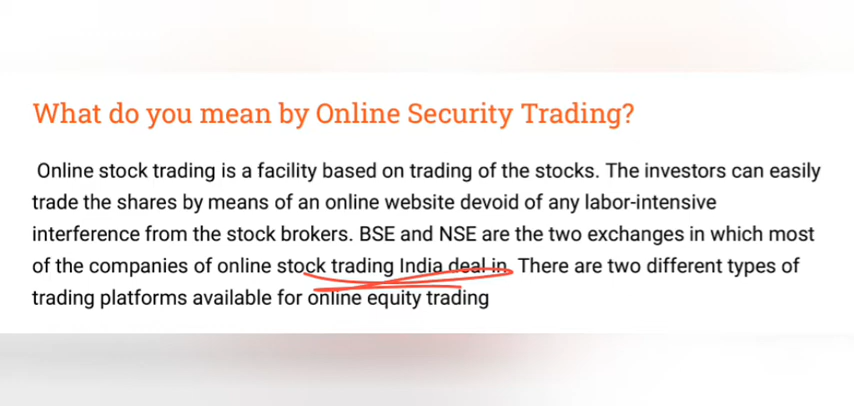 What do you mean by Online Security Trading?
Online stock trading is a facility based on trading of the stocks. The investors can easily
trade the shares by means of an online website devoid of any labor-intensive
interference from the stock brokers. BSE and NSE are the two exchanges in which most
of the companies of online stock trading India deal in. There are two different types of
trading platforms available for online equity trading